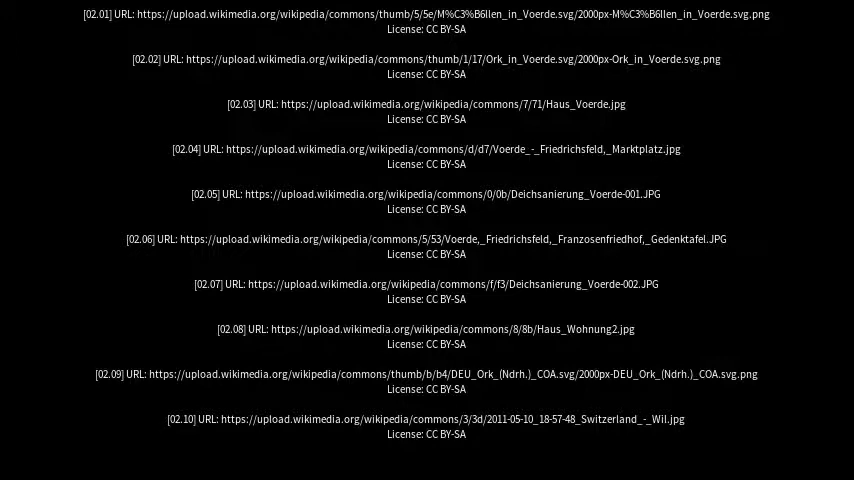 [02.01] URL: https://upload.wikimedia.org/wikipedia/commons/thumb/5/5e/M%C3%B6llen_in_Voerde.svg/2000px-M%C3%B6llen_in_Voerde.svg.png
License: CC BY-SA
[02.02] URL: https://upload.wikimedia.org/wikipedia/commons/thumb/1/17/Ork_in_Voerde.svg/2000px-Ork_in_Voerde.svg.png
License: CC BY-SA
[02.03] URL: https://upload.wikimedia.org/wikipedia/commons/7/71/Haus_Voerde.jpg
License: CC BY-SA
[02.04] URL: https://upload.wikimedia.org/wikipedia/commons/d/d7/Voerde_-_Friedrichsfeld,_Marktplatz.jpg
License: CC BY-SA
[02.05] URL: https://upload.wikimedia.org/wikipedia/commons/0/0b/Deichsanierung_Voerde-001.JPG
License: CC BY-SA
[02.06] URL: https://upload.wikimedia.org/wikipedia/commons/5/53/Voerde,_Friedrichsfeld,_Franzosenfriedhof,_Gedenktafel.JPG
License: CC BY-SA
[02.07] URL: https://upload.wikimedia.org/wikipedia/commons/f/f3/Deichsanierung_Voerde-002.JPG
License: CC BY-SA
[02.08] URL: https://upload.wikimedia.org/wikipedia/commons/8/8b/Haus_Wohnung2.jpg
License: CC BY-SA
[02.09] URL: https://upload.wikimedia.org/wikipedia/commons/thumb/b/b4/DEU_Ork_(Ndrh.)_COA.svg/2000px-DEU_Ork_(Ndrh.)_COA.svg.png
License: CC BY-SA
[02.10] URL: https://upload.wikimedia.org/wikipedia/commons/3/3d/2011-05-10_18-57-48_Switzerland_-_Wil.jpg
License: CC BY-SA